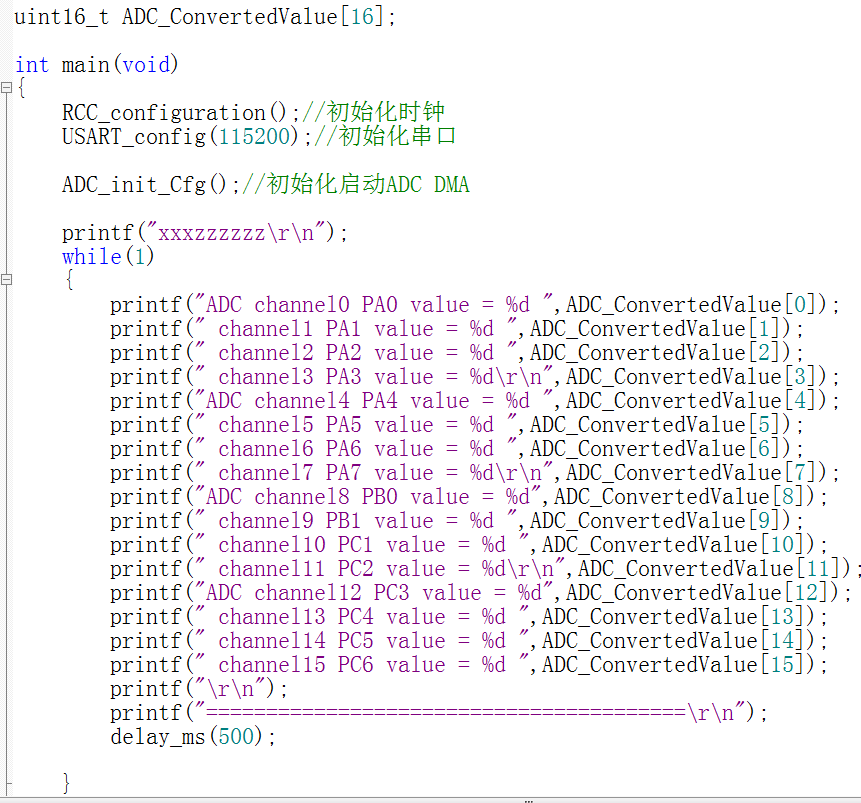 uint16_t ADC_ConvertedValue[16];
int main(void)
{
RCC_configuration();//初始化时钟
USART_config(115200);//初始化串口
ADC_init_Cfg();//初始化启动ADC DMA
printf("xxxzzzzzz\r\n");
while(1)
{
printf("ADC channel0 PA0 value = %d ",ADC_ConvertedValue[0]);
printf(" channel1 PA1 value = %d ",ADC_ConvertedValue[1]);
printf(" channel2 PA2 value = %d ",ADC_ConvertedValue[2]);
printf(" channel3 PA3 value = %d\r\n",ADC_ConvertedValue[3]);
printf("ADC channel4 PA4 value = %d ",ADC_ConvertedValue[4]);
printf(" channel5 PA5 value = %d ",ADC_ConvertedValue[5]);
printf(" channel6 PA6 value = %d ",ADC_ConvertedValue[6]);
printf(" channel7 PA7 value = %d\r\n",ADC_ConvertedValue[7]);
printf("ADC channel8 PB0 value = %d",ADC_ConvertedValue[8]);
printf(" channel9 PB1 value = %d ",ADC_ConvertedValue[9]);
printf(" channel10 PC1 value = %d ",ADC_ConvertedValue[10]);
printf(" channel11 PC2 value = %d\r\n",ADC_ConvertedValue[11]);
printf("ADC channel12 PC3 value = %d",ADC_ConvertedValue[12]);
printf(" channel13 PC4 value = %d ",ADC_ConvertedValue[13]);
printf(" channel14 PC5 value = %d ",ADC_ConvertedValue[14]);
printf(" channel15 PC6 value = %d ",ADC_ConvertedValue[15]);
printf("\r\n");
printf("========================================\r\n");
delay_ms(500);
}